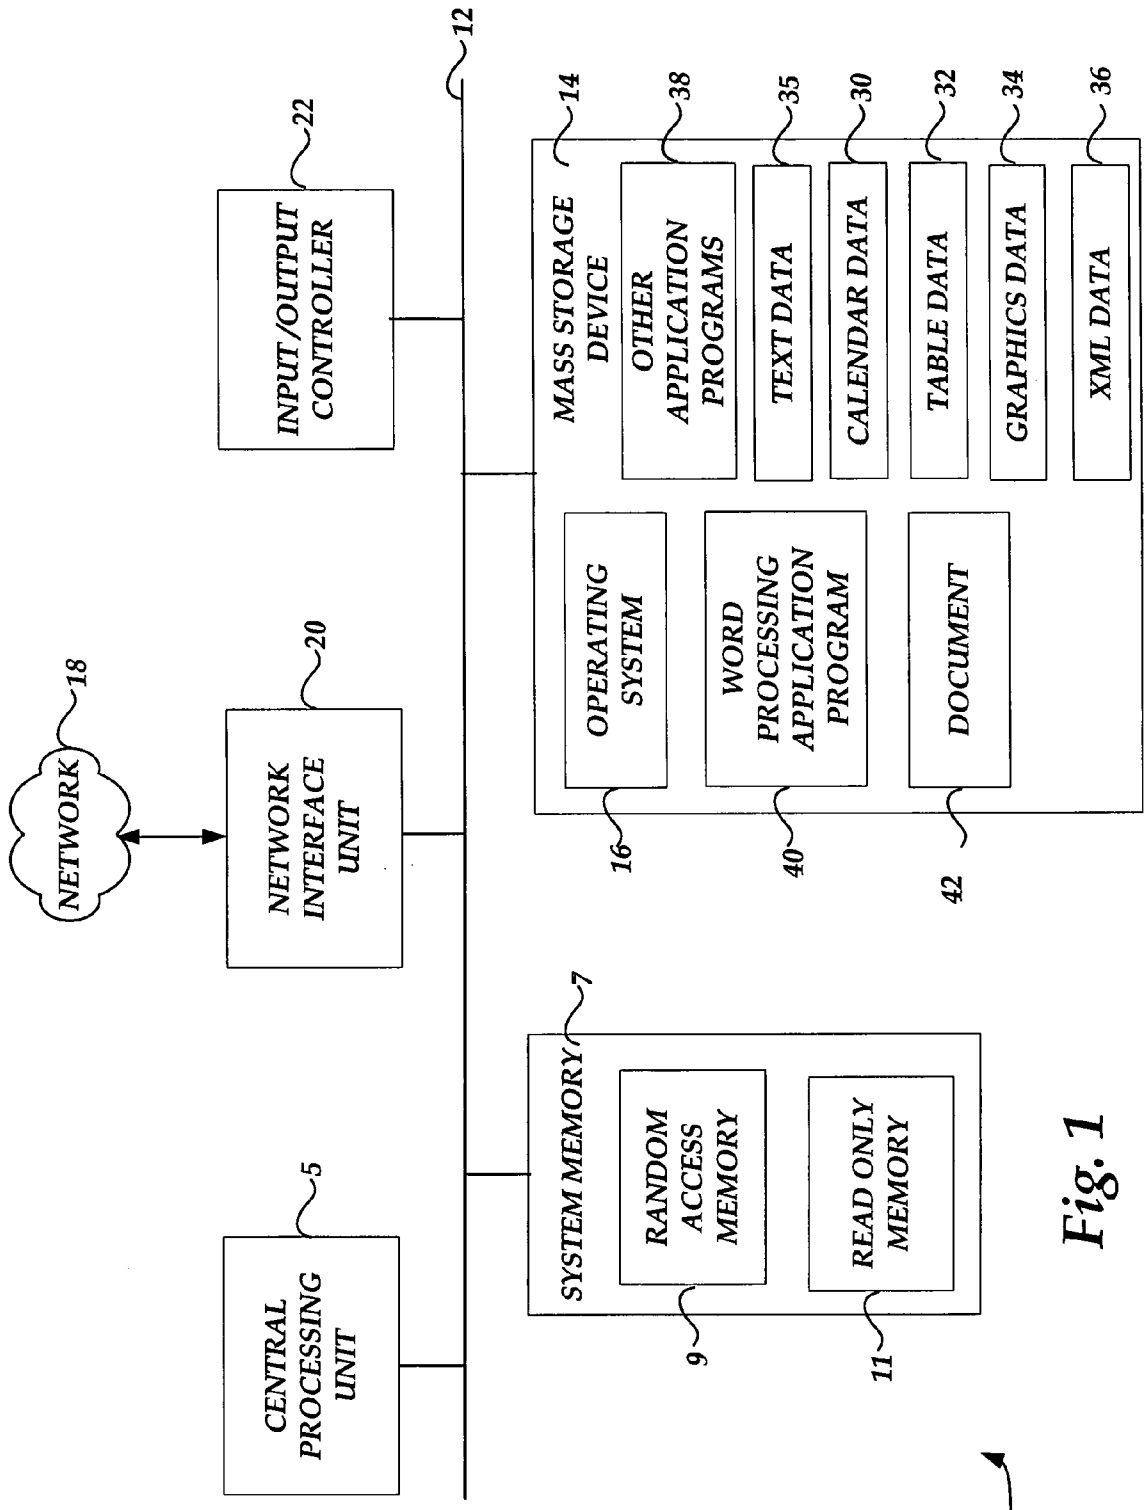 NETWORK
18
CENTRAL
PROCESSING
UNIT
5
NETWORK
INTERFACE
UNIT
20
INPUT/OUTPUT
CONTROLLER
22
12
SYSTEM MEMORY
7
RANDOM
ACCESS
MEMORY
9
READ ONLY
MEMORY
11
MASS STORAGE
DEVICE
14
OPERATING
SYSTEM
16
WORD
PROCESSING
APPLICATION
PROGRAM
40
DOCUMENT
42
OTHER
APPLICATION
PROGRAMS
38
TEXT DATA
35
CALENDAR DATA
30
TABLE DATA
32
GRAPHICS DATA
34
XML DATA
36
Fig. 1